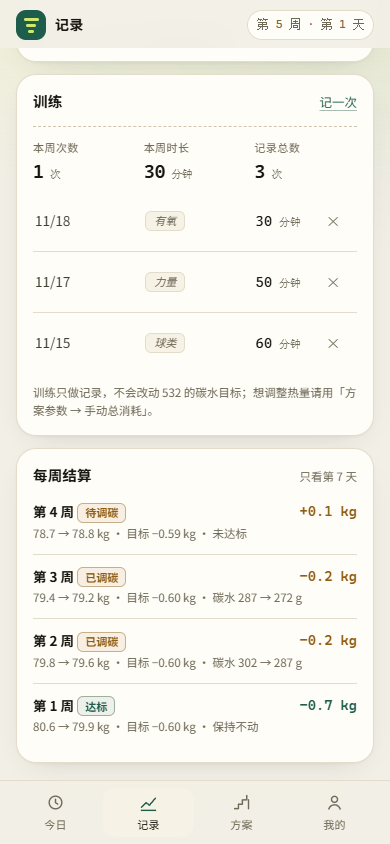 记录
第 5 周 · 第 1 天
训练
记一次
本周次数 本周时长 记录总数
1 次 30 分钟 3 次
11/18 有氧 30 分钟 ×
11/17 力量 50 分钟 ×
11/15 球类 60 分钟 ×
训练只做记录，不会改动 532 的碳水目标；想调整热量请用「方
案参数 → 手动总消耗」。
每周结算
只看第 7 天
第 4 周 待调碳 +0.1 kg
78.7 → 78.8 kg · 目标 −0.59 kg · 未达标
第 3 周 已调碳 −0.2 kg
79.4 → 79.2 kg · 目标 −0.60 kg · 碳水 287 → 272 g
第 2 周 已调碳 −0.2 kg
79.8 → 79.6 kg · 目标 −0.60 kg · 碳水 302 → 287 g
第 1 周 达标 −0.7 kg
80.6 → 79.9 kg · 目标 −0.60 kg · 保持不动
今日 记录 方案 我的